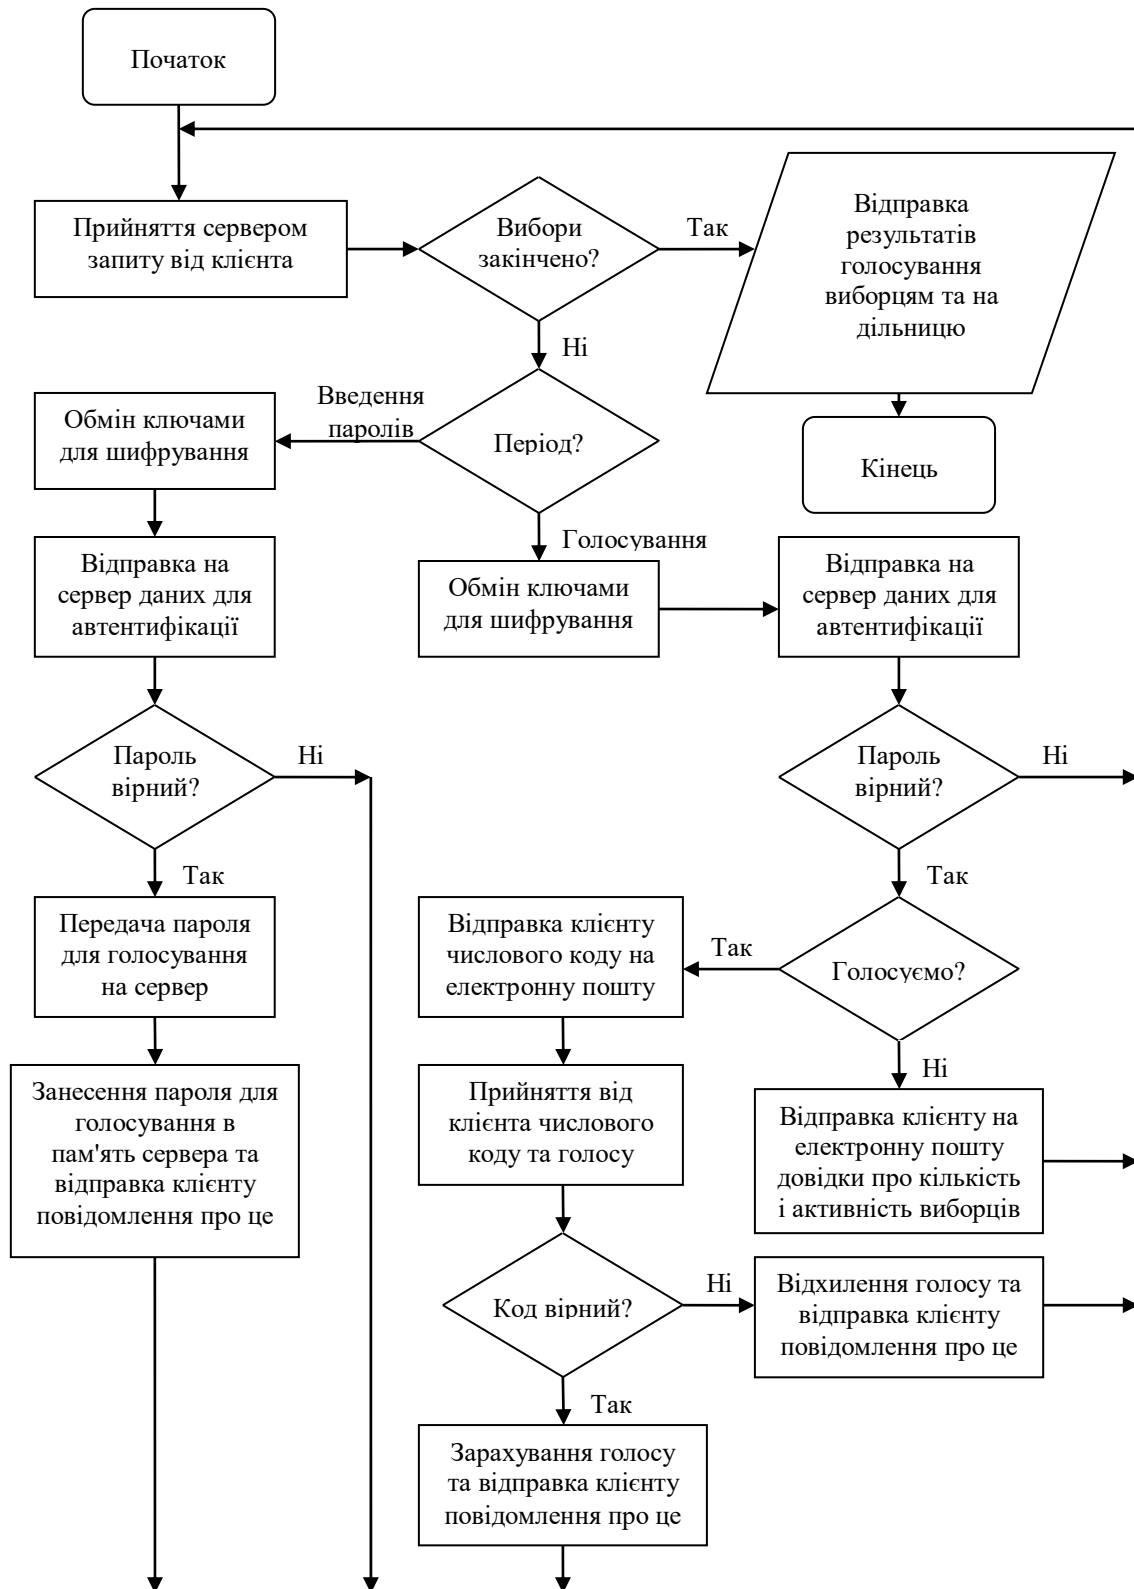 Початок
Прийняття сервером
запиту від клієнта
Вибори
закінчено?
Так
Відправка
результатів
голосування
виборцям та на
дільницю
Ні
Введення
паролів
Обмін ключами
для шифрування
Період?
Кінець
Голосування
Відправка на
сервер даних для
автентифікації
Обмін ключами
для шифрування
Відправка на
сервер даних для
автентифікації
Пароль
вірний?
Ні
Пароль
вірний?
Ні
Так
Так
Передача пароля
для голосування
на сервер
Відправка клієнту
числового коду на
електронну пошту
Так
Голосуємо?
Ні
Занесення пароля для
голосування в
пам'ять сервера та
відправка клієнту
повідомлення про це
Прийняття від
клієнта числового
коду та голосу
Відправка клієнту на
електронну пошту
довідки про кількість
і активність виборців
Код вірний?
Ні
Відхилення голосу та
відправка клієнту
повідомлення про це
Так
Зарахування голосу
та відправка клієнту
повідомлення про це